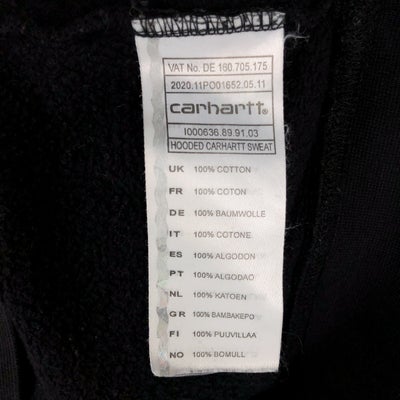 VAT No. DE 160.705.175
2020.11PO01652.05.11
carhartt
I000636.89.91.03
HOODED CARHARTT SWEAT
UK 100% COTTON
FR 100% COTON
DE 100% BAUMWOLLE
IT 100% COTONE
ES 100% ALGODON
PT 100% ALGODAO
NL 100% KATOEN
GR 100% BAMBAKEPO
FI 100% PUUVILLAA
NO 100% BOMULL